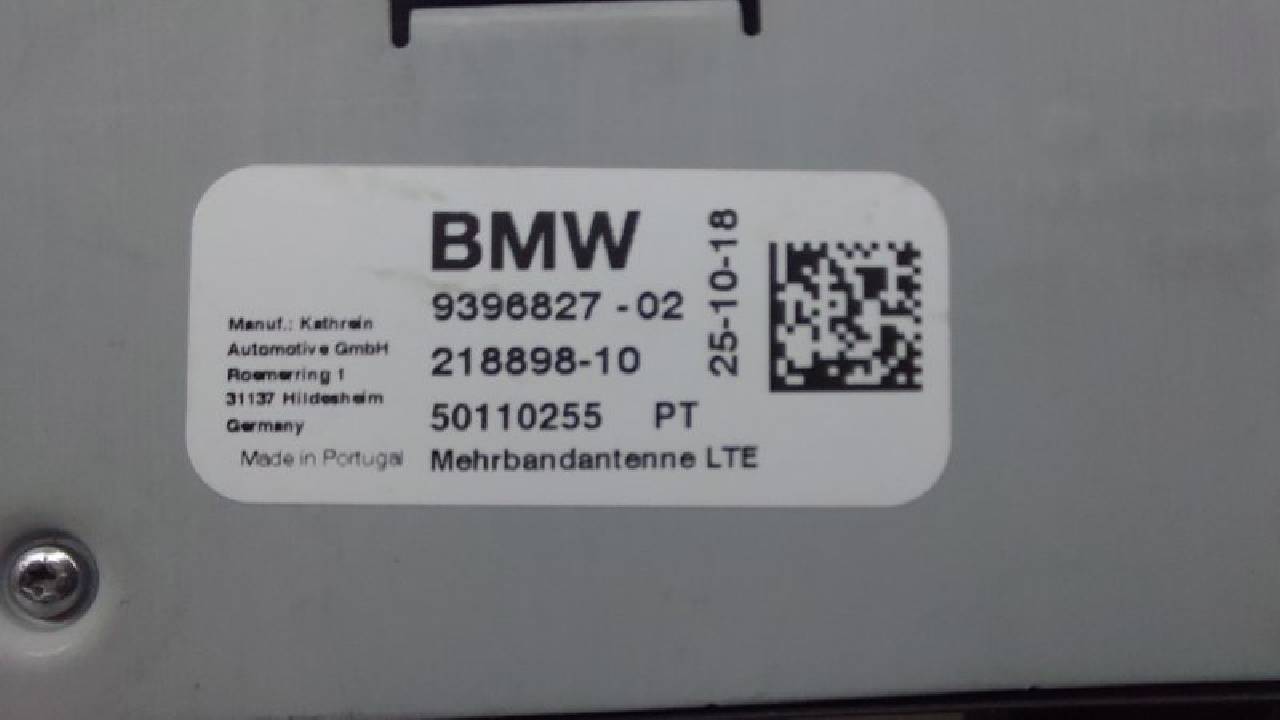 BMW
9396827 - 02
218898-10
50110255 PT
Mehrbandantenne LTE
25-10-18
Manuf.: Kathrein
Automotive GmbH
Roemerring 1
31137 Hildesheim
Germany
Made in Portugal